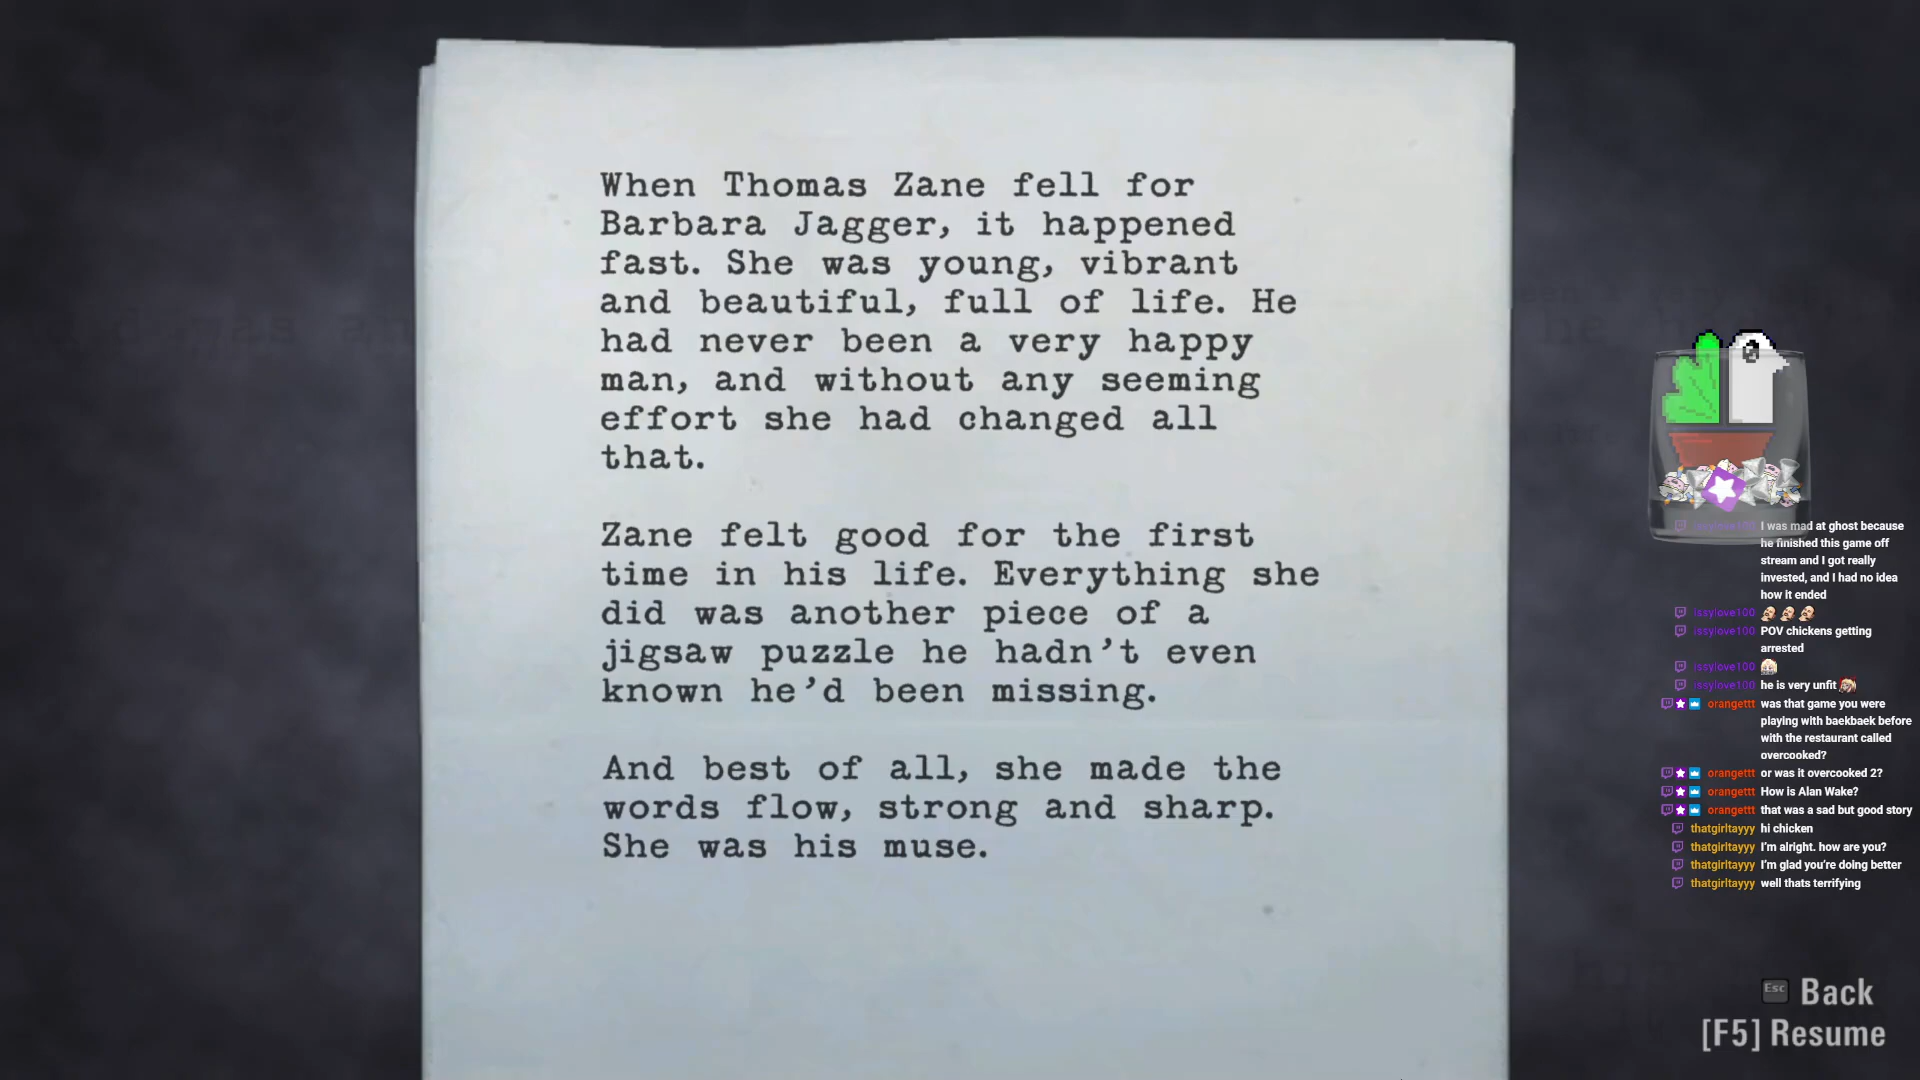 When Thomas Zane fell for
Barbara Jagger, it happened
fast. She was young, vibrant
and beautiful, full of life. He
had never been a very happy
man, and without any seeming
effort she had changed all
that.
Zane felt good for the first
time in his life. Everything she
did was another piece of a
jigsaw puzzle he hadn't even
known he'd been missing.
And best of all, she made the
words flow, strong and sharp.
She was his muse.
issylove100 I was mad at ghost because
he finished this game off
stream and I got really
invested, and I had no idea
how it ended
issylove100
issylove100 POV chickens getting
arrested
issylove100
issylove100 he is very unfit
orangettt was that game you were
playing with baekbaek before
with the restaurant called
overcooked?
orangettt or was it overcooked 2?
orangettt How is Alan Wake?
orangettt that was a sad but good story
thatgirltayyy hi chicken
thatgirltayyy I'm alright. how are you?
thatgirltayyy I'm glad you're doing better
thatgirltayyy well thats terrifying
Esc Back
[F5] Resume